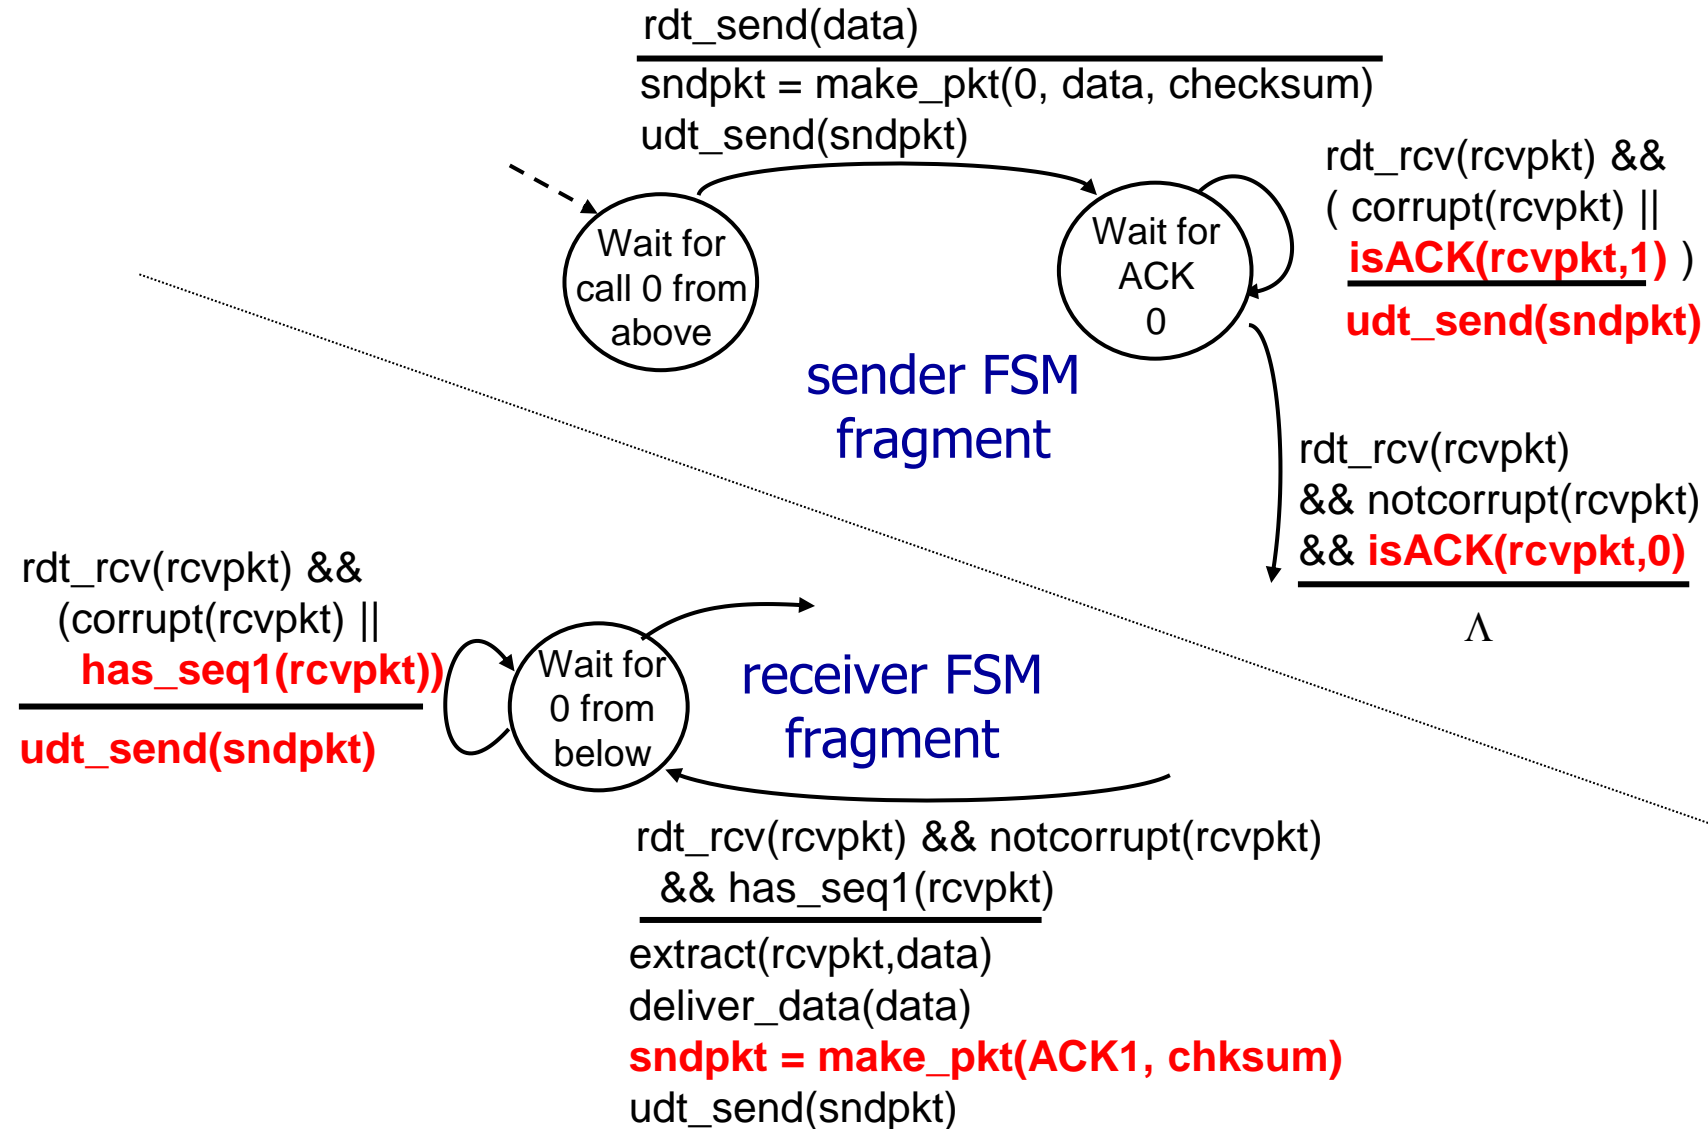 rdt_send(data)
sndpkt = make_pkt(0, data, checksum)
udt_send(sndpkt)
rdt_rcv(rcvpkt) &&
( corrupt(rcvpkt) ||
isACK(rcvpkt,1) )
udt_send(sndpkt)
Wait for
call 0 from
above
Wait for
ACK
0
sender FSM
fragment
rdt_rcv(rcvpkt)
&& notcorrupt(rcvpkt)
&& isACK(rcvpkt,0)
Λ
rdt_rcv(rcvpkt) &&
(corrupt(rcvpkt) ||
has_seq1(rcvpkt))
udt_send(sndpkt)
Wait for
0 from
below
receiver FSM
fragment
rdt_rcv(rcvpkt) && notcorrupt(rcvpkt)
&& has_seq1(rcvpkt)
extract(rcvpkt,data)
deliver_data(data)
sndpkt = make_pkt(ACK1, chksum)
udt_send(sndpkt)